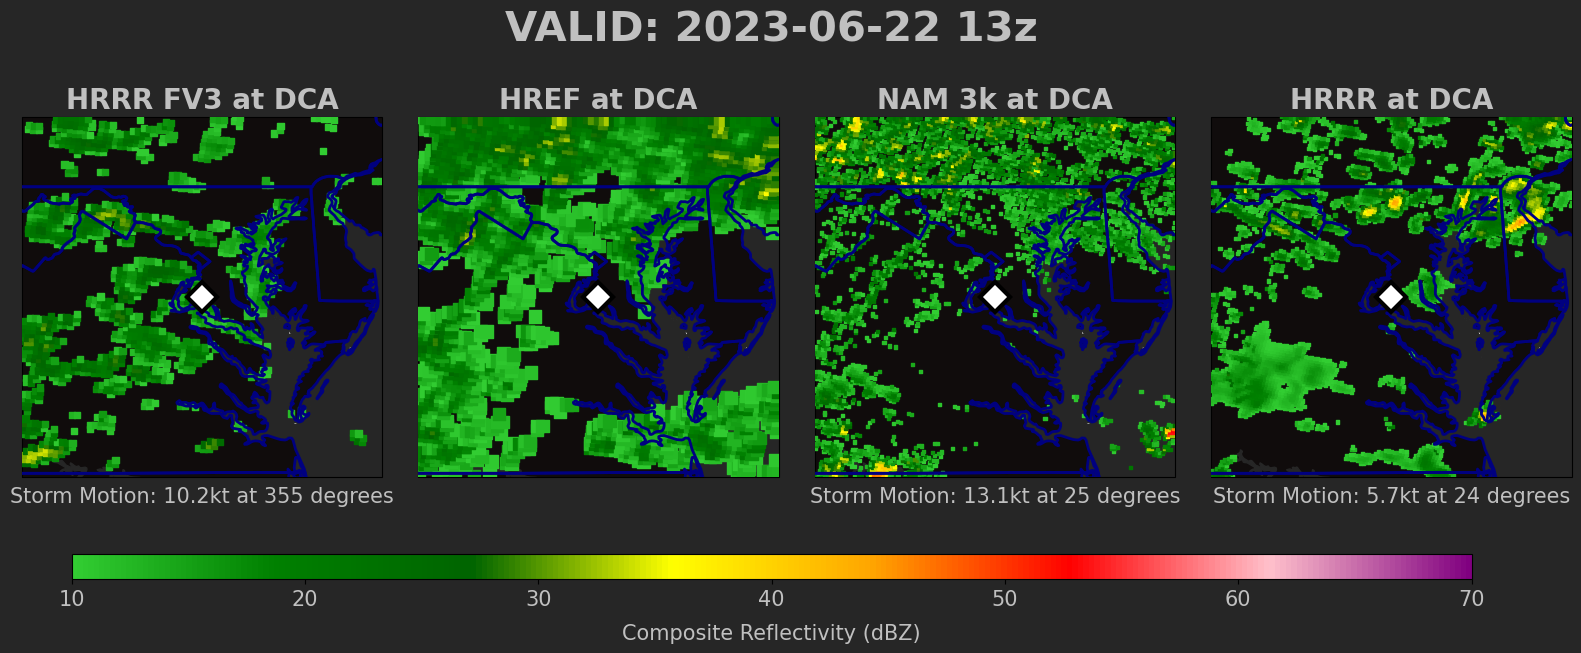 VALID: 2023-06-22 13z
HRRR FV3 at DCA
HREF at DCA
NAM 3k at DCA
HRRR at DCA
Storm Motion: 10.2kt at 355 degrees
Storm Motion: 13.1kt at 25 degrees
Storm Motion: 5.7kt at 24 degrees
10 20 30 40 50 60 70
Composite Reflectivity (dBZ)